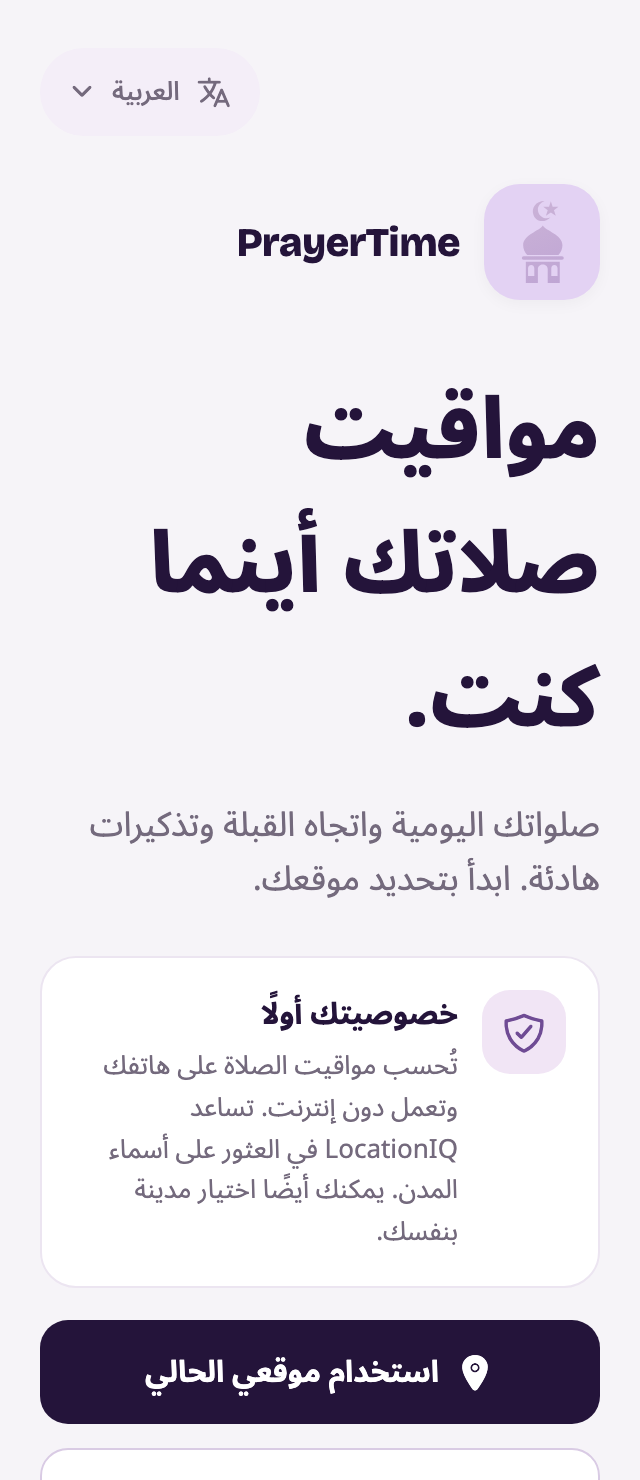 العربية
PrayerTime
مواقيت
صلاتك أينما
كنت.
صلواتك اليومية واتجاه القبلة وتذكيرات
هادئة. ابدأ بتحديد موقعك.
خصوصيتك أولًا
تُحسب مواقيت الصلاة على هاتفك
وتعمل دون إنترنت. تساعد
LocationIQ في العثور على أسماء
المدن. يمكنك أيضًا اختيار مدينة
بنفسك.
استخدام موقعي الحالي